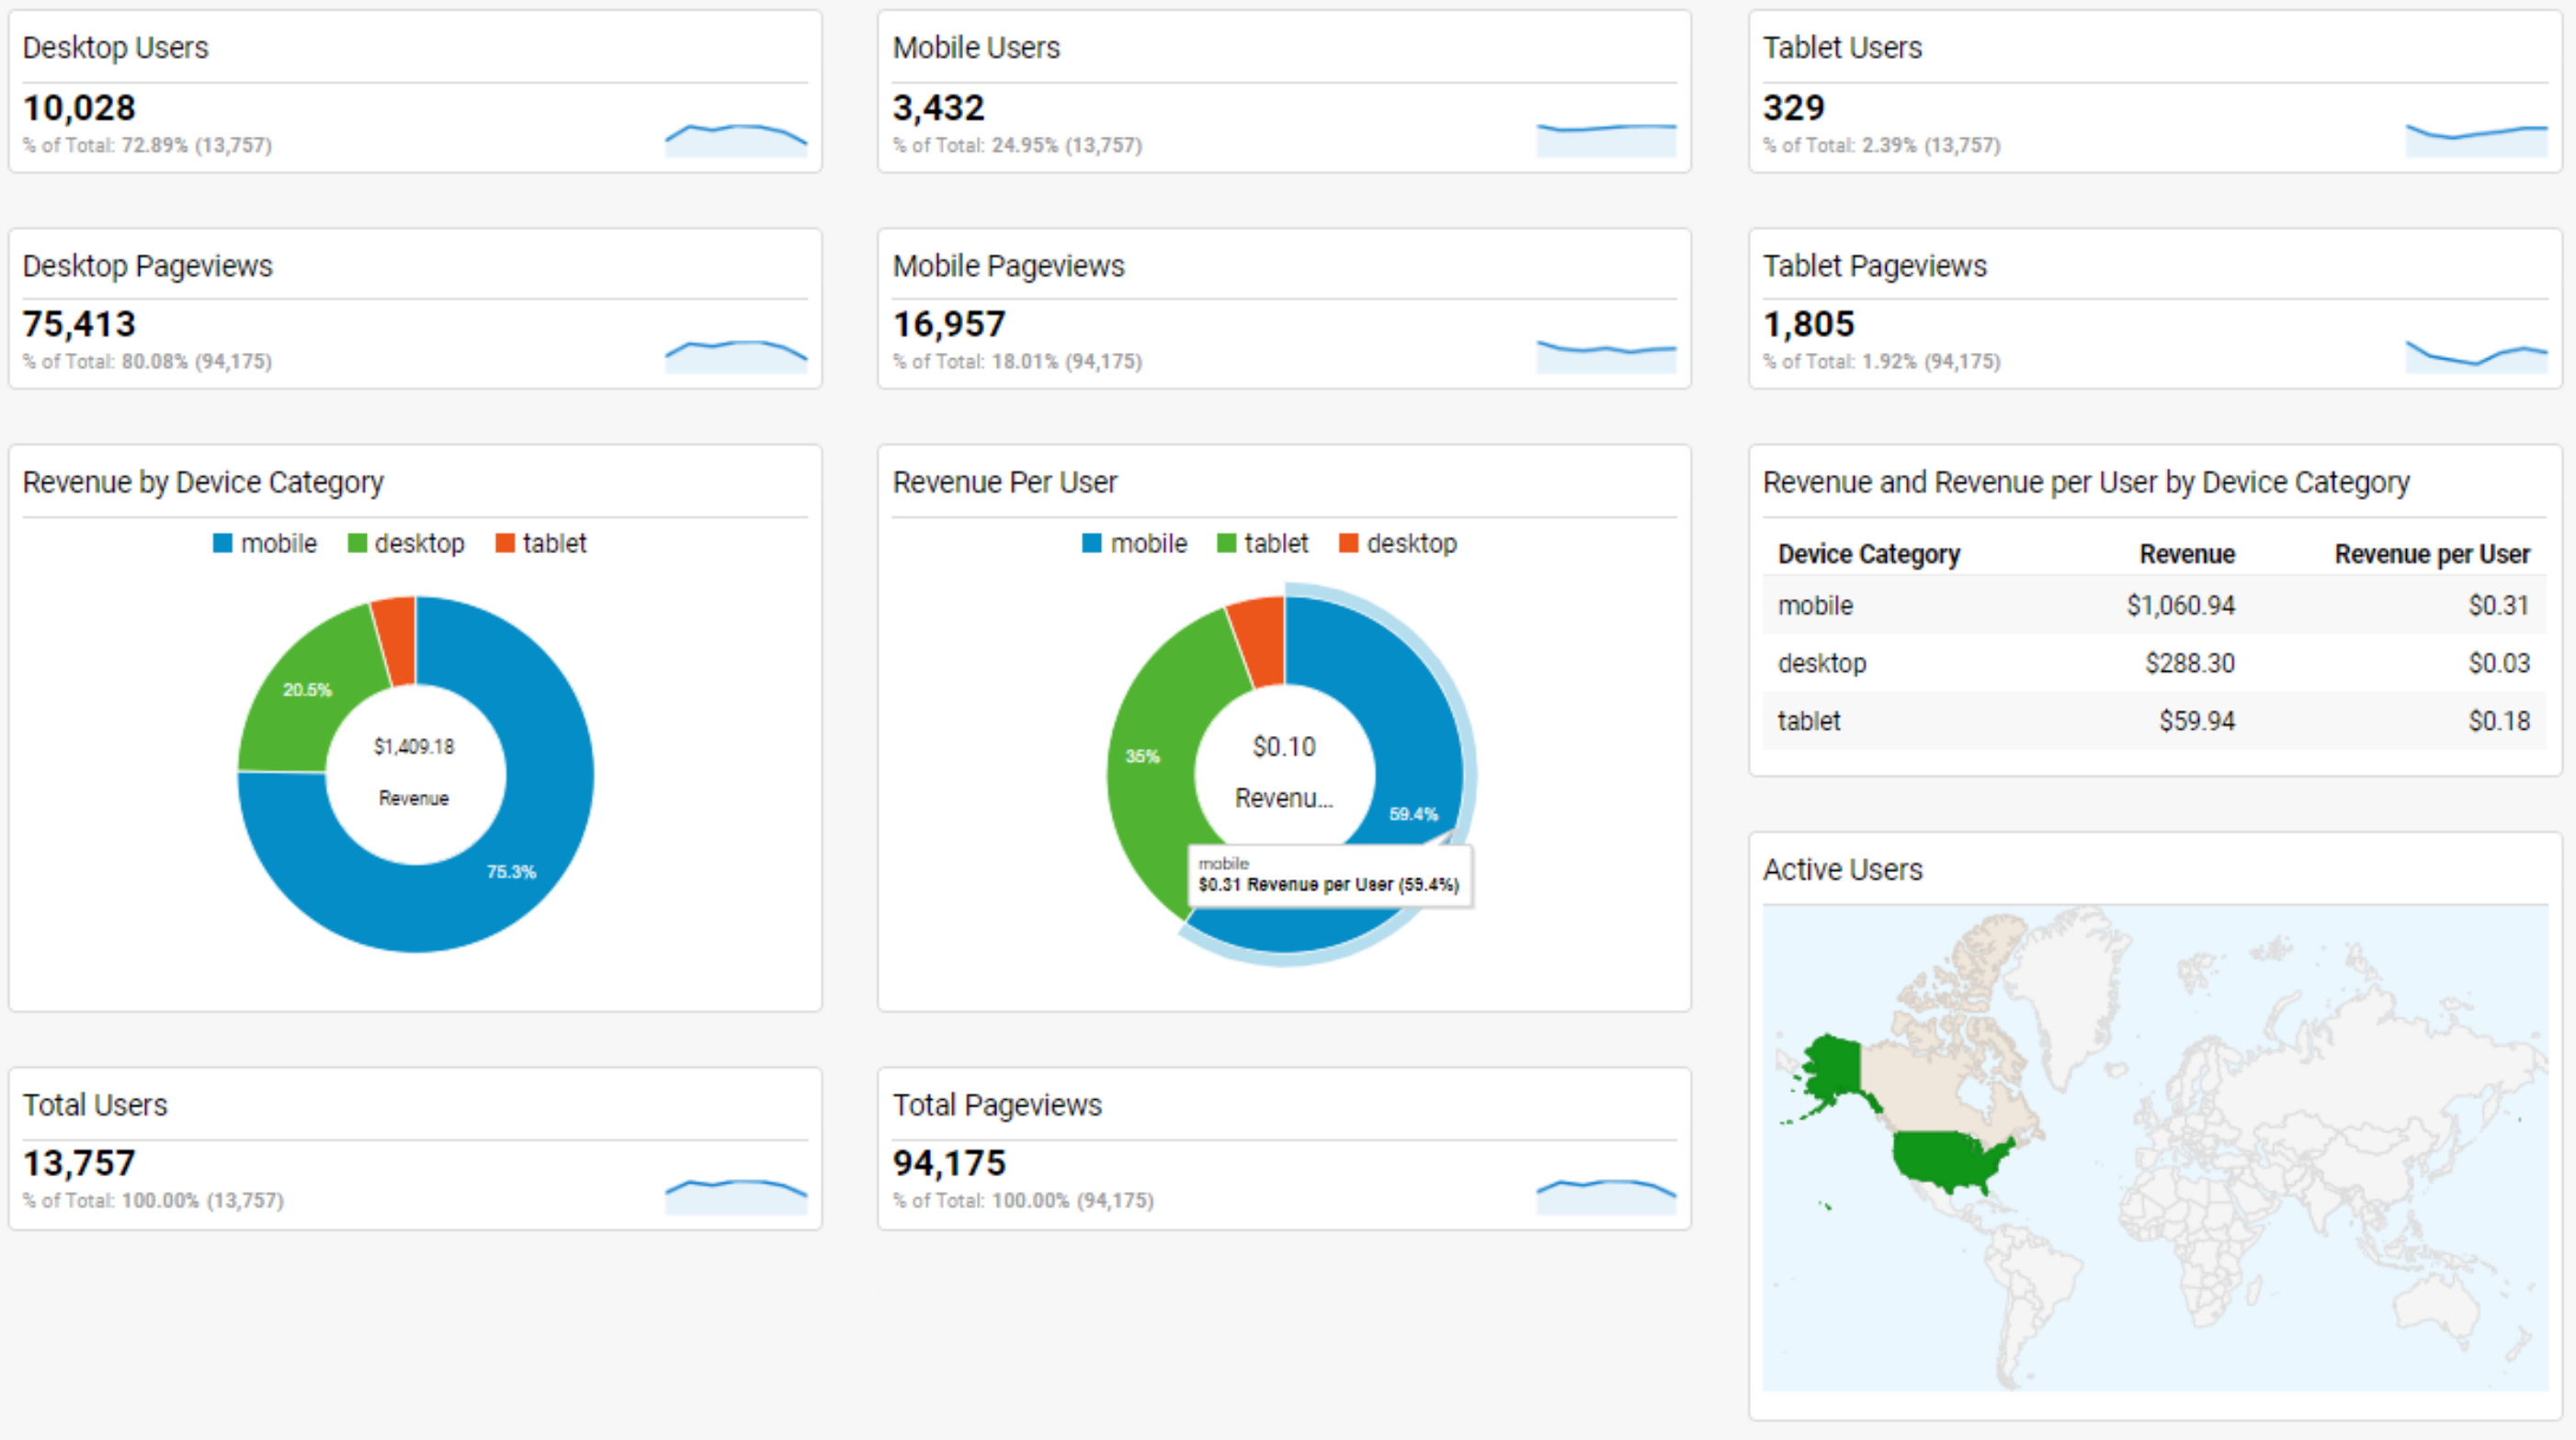 Desktop Users
10,028
% of Total: 72.89% (13,757)
Mobile Users
3,432
% of Total: 24.95% (13,757)
Tablet Users
329
% of Total: 2.39% (13,757)
Desktop Pageviews
75,413
% of Total: 80.08% (94,175)
Mobile Pageviews
16,957
% of Total: 18.01% (94,175)
Tablet Pageviews
1,805
% of Total: 1.92% (94,175)
Revenue by Device Category
mobile desktop tablet
20.5%
$1,409.18
Revenue
75.3%
Revenue Per User
mobile tablet desktop
35%
$0.10
Revenu...
59.4%
mobile
$0.31 Revenue per User (59.4%)
Revenue and Revenue per User by Device Category
Device Category Revenue Revenue per User
mobile $1,060.94 $0.31
desktop $288.30 $0.03
tablet $59.94 $0.18
Active Users
Total Users
13,757
% of Total: 100.00% (13,757)
Total Pageviews
94,175
% of Total: 100.00% (94,175)